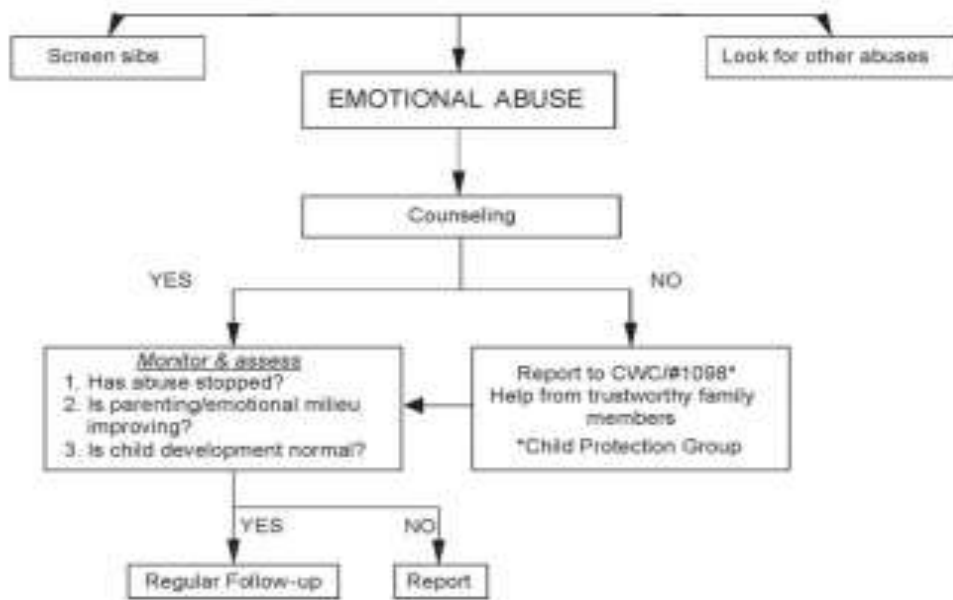 Screen sibs
Look for other abuses
EMOTIONAL ABUSE
Counseling
YES
NO
Monitor & assess
1. Has abuse stopped?
2. Is parenting/emotional milieu
improving?
3. Is child development normal?
Report to CWC/#1098*
Help from trustworthy family
members
*Child Protection Group
YES
NO
Regular Follow-up
Report